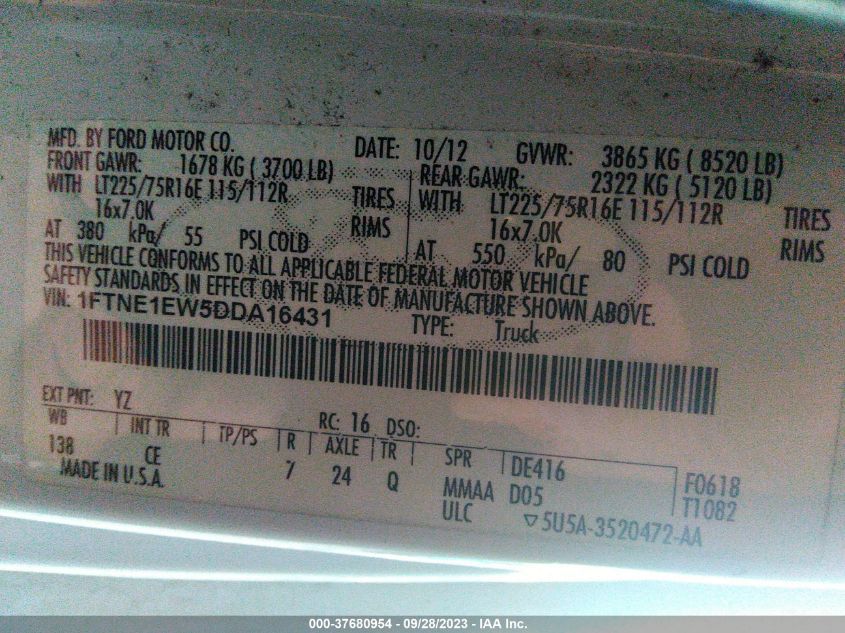 MFD. BY FORD MOTOR CO. DATE: 10/12 GVWR: 3865 KG ( 8520 LB)
FRONT GAWR: 1678 KG ( 3700 LB) REAR GAWR: 2322 KG ( 5120 LB)
WITH LT225/75R16E 115/112R TIRES WITH LT225/75R16E 115/112R TIRES
16x7.0K RIMS 16x7.0K RIMS
AT 380 kPa/ 55 PSI COLD AT 550 kPa/ 80 PSI COLD
THIS VEHICLE CONFORMS TO ALL APPLICABLE FEDERAL MOTOR VEHICLE
SAFETY STANDARDS IN EFFECT ON THE DATE OF MANUFACTURE SHOWN ABOVE.
VIN: 1FTNE1EW5DDA16431 TYPE: Truck
EXT PNT: YZ RC: 16 DSO:
WB INT TR TP/PS R AXLE TR SPR DE416 F0618
138 CE 7 24 Q MMAA D05 T1082
MADE IN U.S.A. ULC ▽5U5A-3520472-AA
000-37680954 - 09/28/2023 - IAA Inc.